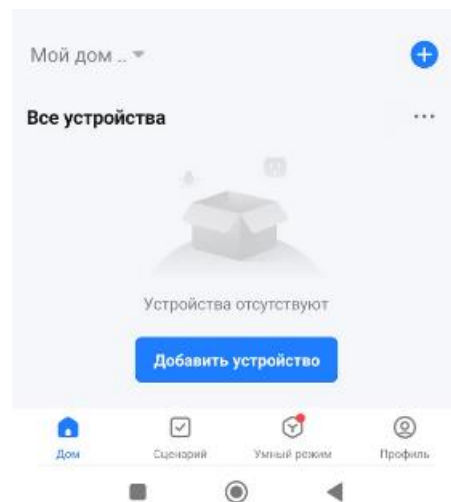 Мой дом ..
Все устройства
Устройства отсутствуют
Добавить устройство
Дом Сценарий Умный режим Профиль